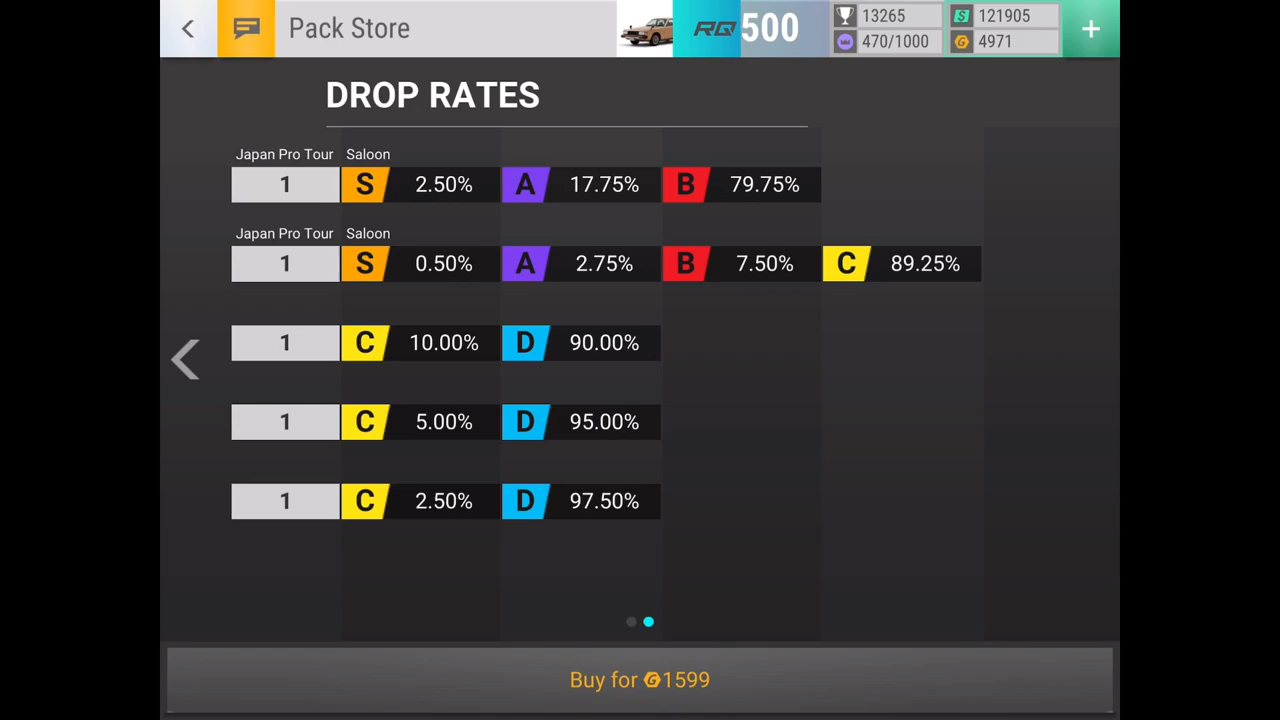 Pack Store
RQ 500
13265
470/1000
S 121905
G 4971
+
DROP RATES
Japan Pro Tour Saloon
1 S 2.50% A 17.75% B 79.75%
Japan Pro Tour Saloon
1 S 0.50% A 2.75% B 7.50% C 89.25%
1 C 10.00% D 90.00%
1 C 5.00% D 95.00%
1 C 2.50% D 97.50%
Buy for G 1599